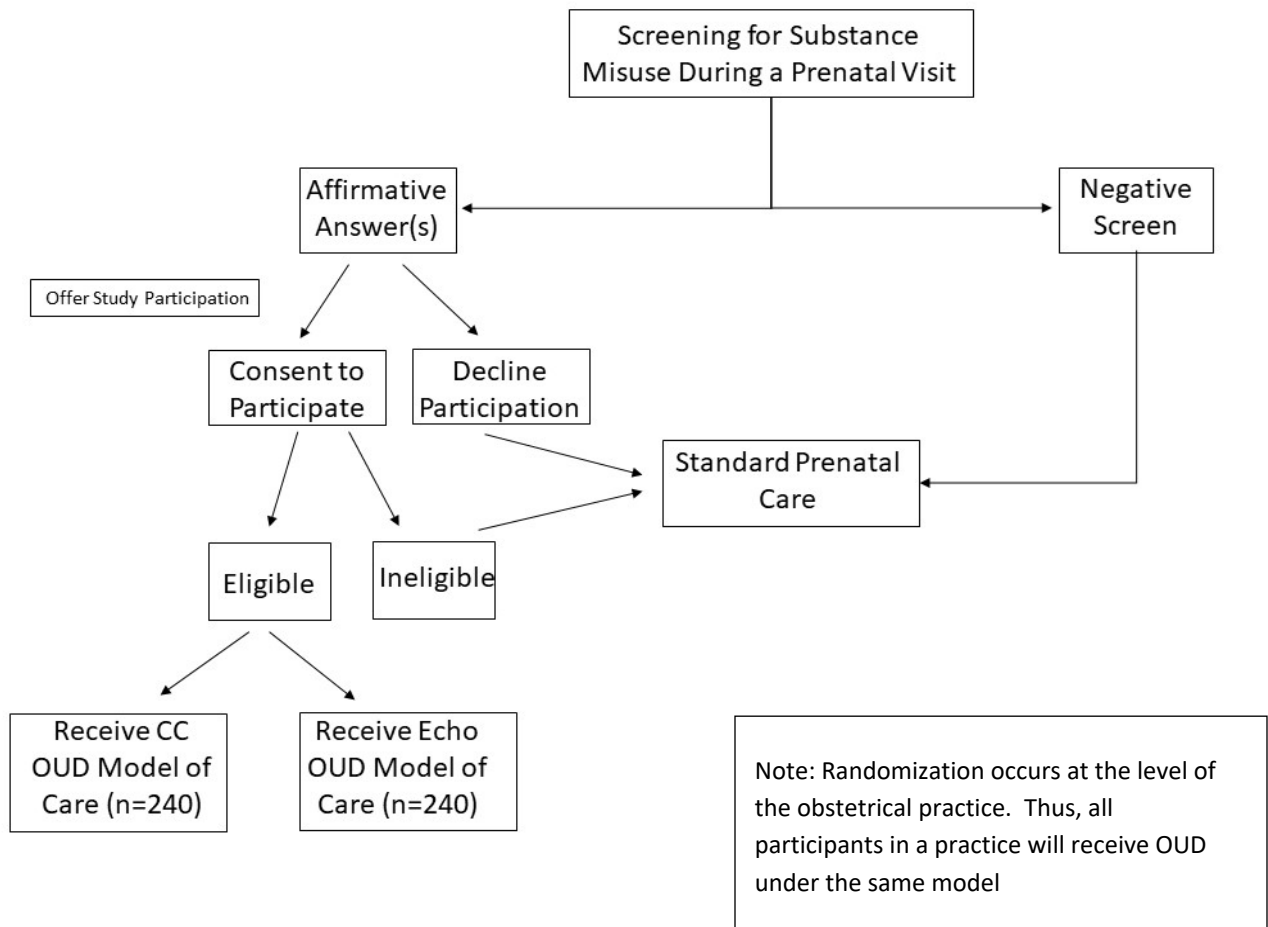 Screening for Substance
Misuse During a Prenatal Visit
Affirmative
Answer(s)
Negative
Screen
Offer Study Participation
Consent to
Participate
Decline
Participation
Standard Prenatal
Care
Eligible
Ineligible
Receive CC
OUD Model of
Care (n=240)
Receive Echo
OUD Model of
Care (n=240)
Note: Randomization occurs at the level of
the obstetrical practice.  Thus, all
participants in a practice will receive OUD
under the same model